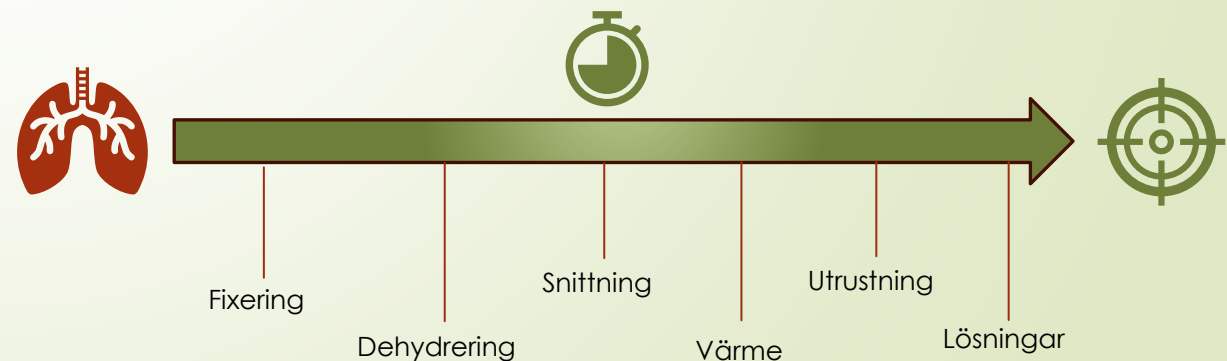 Fixering
Dehydrering
Snittning
Värme
Utrustning
Lösningar